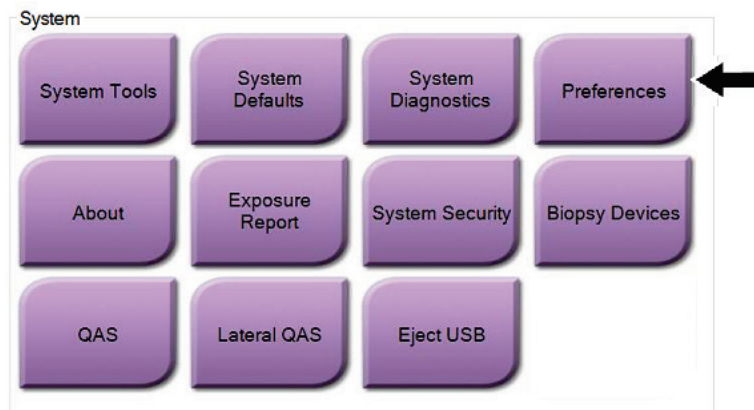 System
System Tools
System
Defaults
System
Diagnostics
Preferences
About
Exposure
Report
System Security
Biopsy Devices
QAS
Lateral QAS
Eject USB